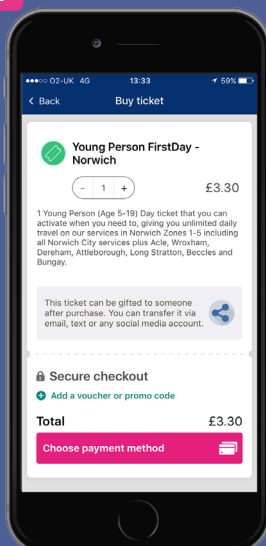 ●●●○○ O2-UK 4G 13:33 59%
< Back Buy ticket
Young Person FirstDay -
Norwich
- 1 + £3.30
1 Young Person (Age 5-19) Day ticket that you can
activate when you need to, giving you unlimited daily
travel on our services in Norwich Zones 1-5 including
all Norwich City services plus Acle, Wroxham,
Dereham, Attleborough, Long Stratton, Beccles and
Bungay.
This ticket can be gifted to someone
after purchase. You can transfer it via
email, text or any social media account.
Secure checkout
Add a voucher or promo code
Total £3.30
Choose payment method